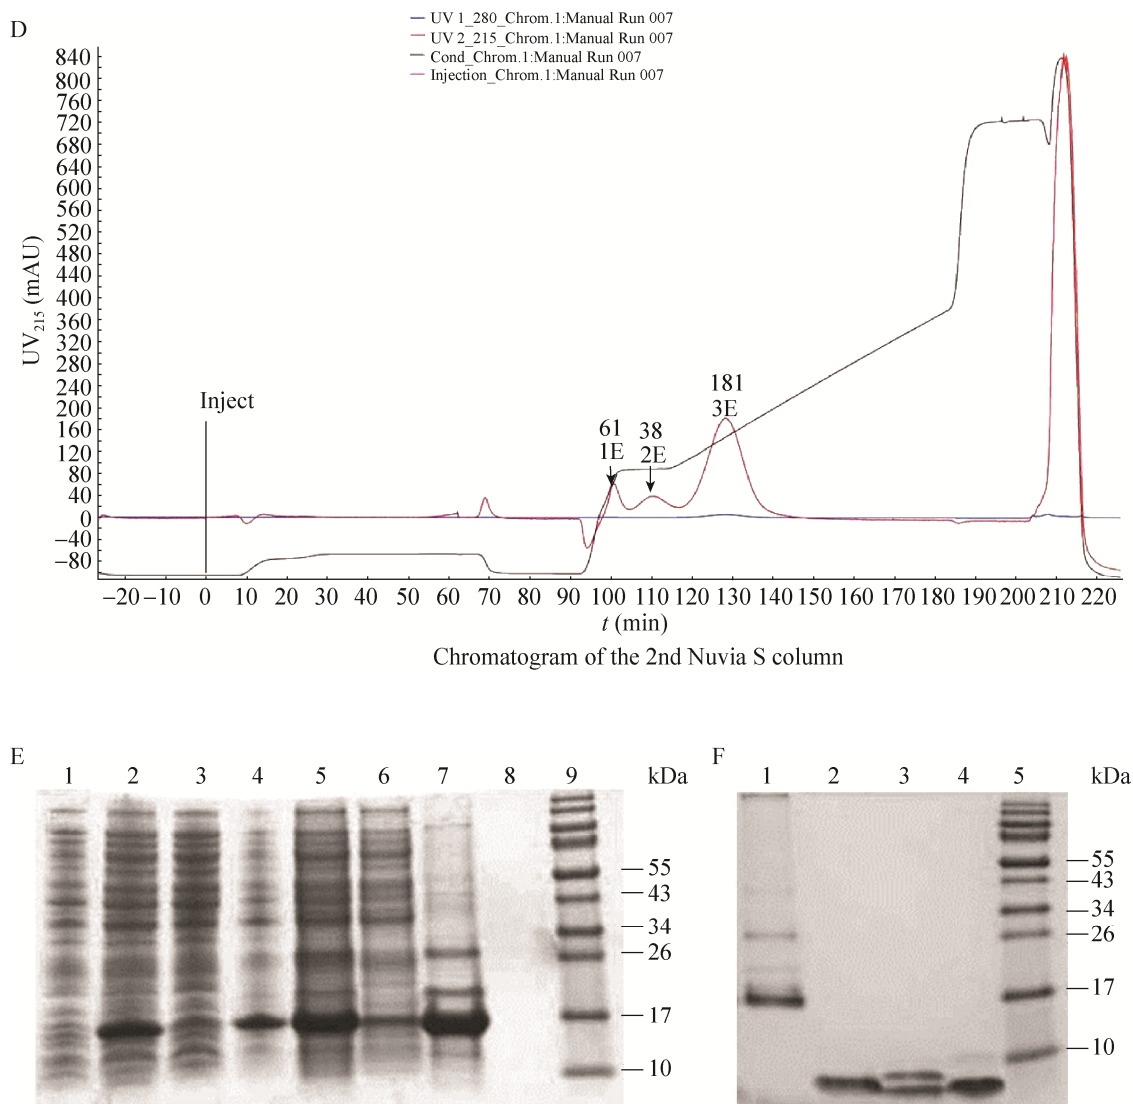 D
UV 1_280_Chrom.1:Manual Run 007
UV 2_215_Chrom.1:Manual Run 007
Cond_Chrom.1:Manual Run 007
Injection_Chrom.1:Manual Run 007
840
800
760
720
680
640
600
560
520
480
440
400
360
320
280
240
200
160
120
80
40
0
−40
−80
UV215 (mAU)
Inject
61
1E
38
2E
181
3E
−20 −10 0 10 20 30 40 50 60 70 80 90 100 110 120 130 140 150 160 170 180 190 200 210 220
t (min)
Chromatogram of the 2nd Nuvia S column
E
1 2 3 4 5 6 7 8 9 kDa
55
43
34
26
17
10
F
1 2 3 4 5 kDa
55
43
34
26
17
10